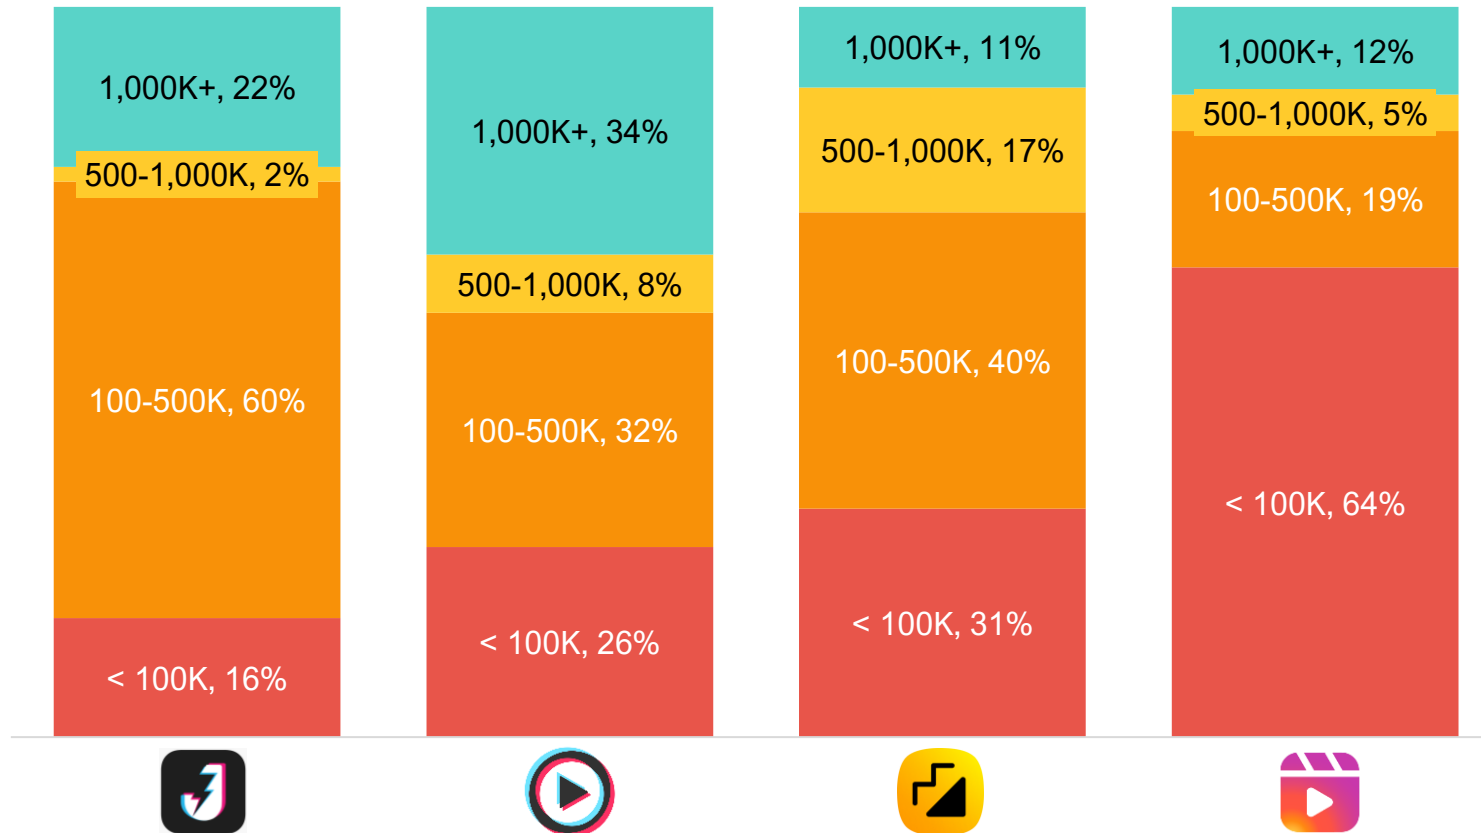 1,000K+, 22%
500-1,000K, 2%
100-500K, 60%
< 100K, 16%
1,000K+, 34%
500-1,000K, 8%
100-500K, 32%
< 100K, 26%
1,000K+, 11%
500-1,000K, 17%
100-500K, 40%
< 100K, 31%
1,000K+, 12%
500-1,000K, 5%
100-500K, 19%
< 100K, 64%